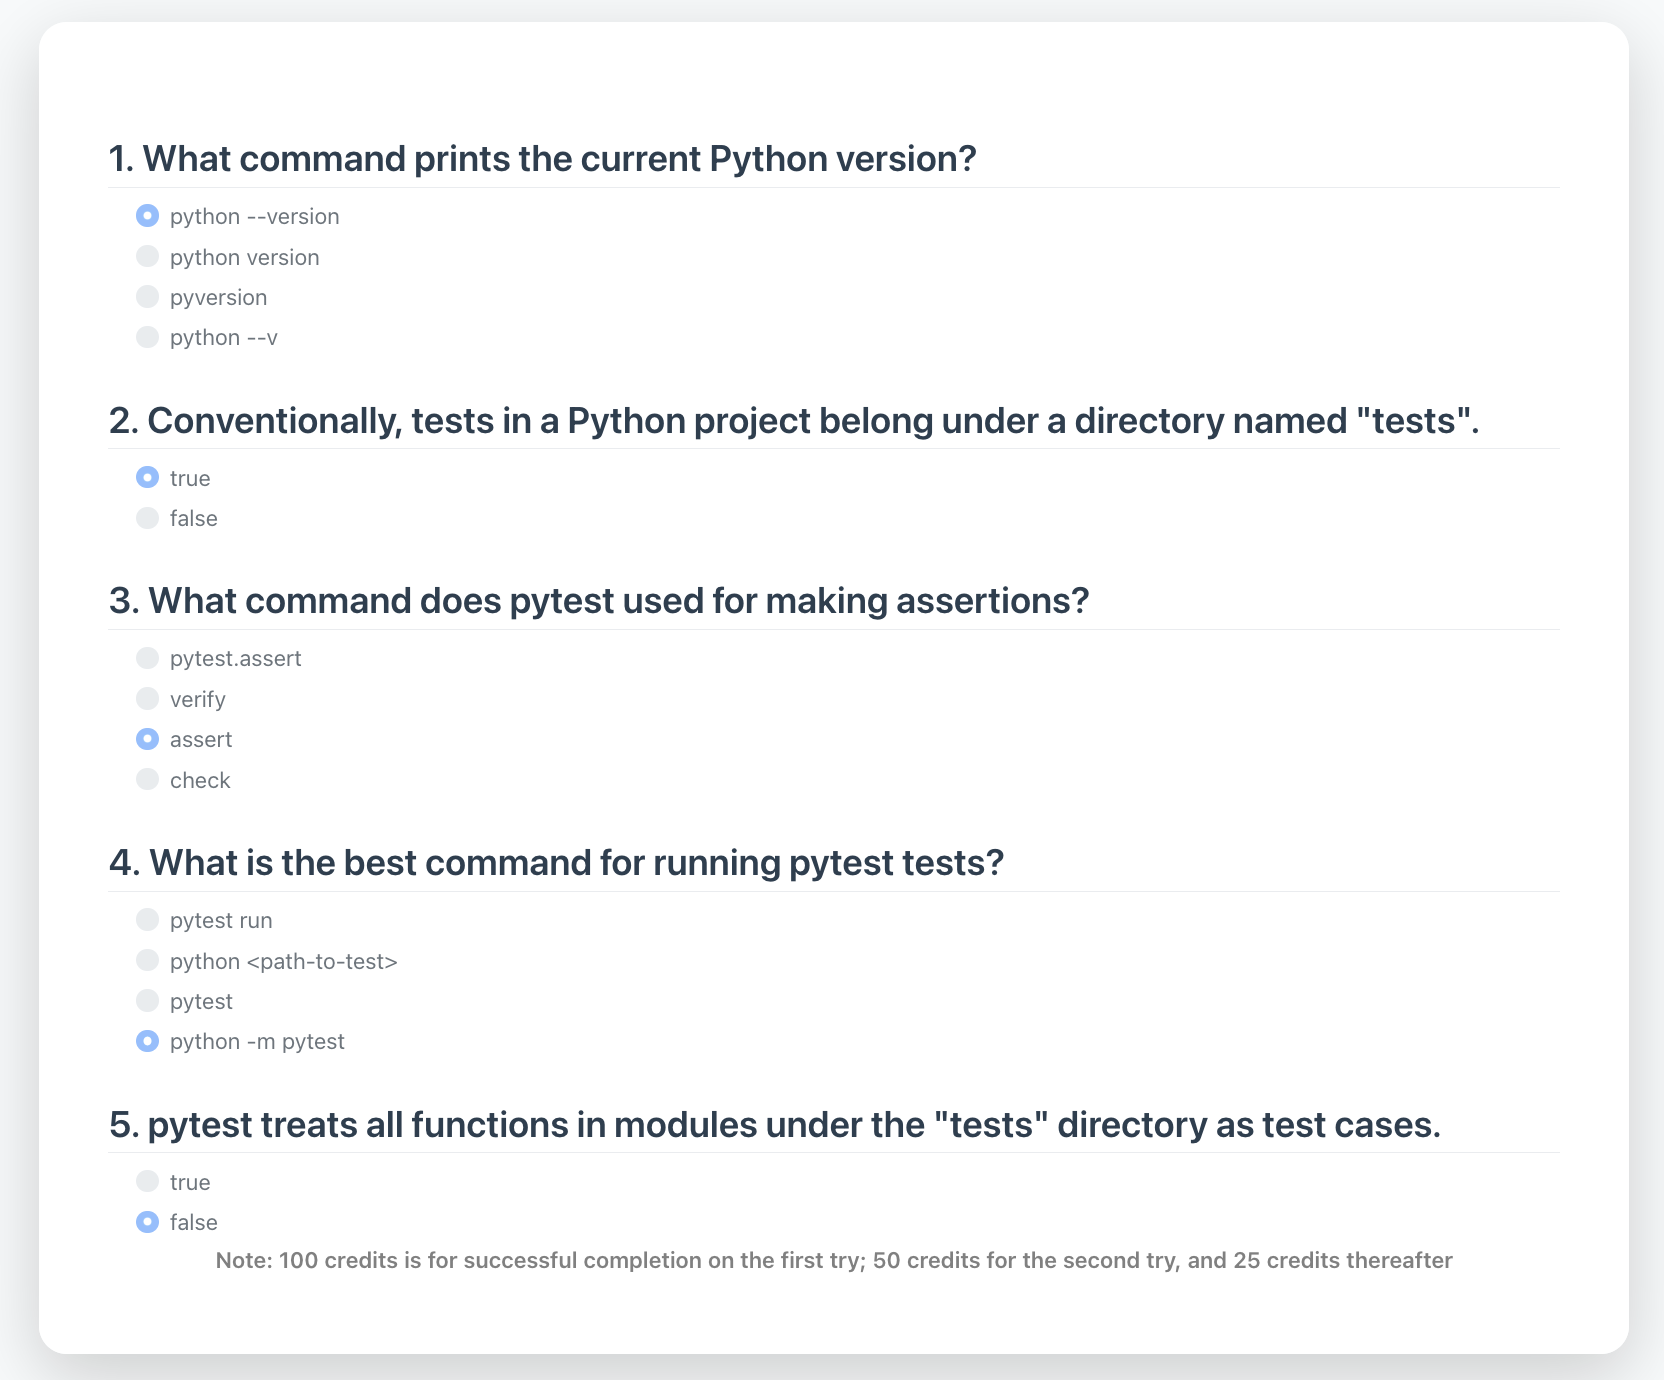 1. What command prints the current Python version?
python --version
python version
pyversion
python --v
2. Conventionally, tests in a Python project belong under a directory named "tests".
true
false
3. What command does pytest used for making assertions?
pytest.assert
verify
assert
check
4. What is the best command for running pytest tests?
pytest run
python <path-to-test>
pytest
python -m pytest
5. pytest treats all functions in modules under the "tests" directory as test cases.
true
false
Note: 100 credits is for successful completion on the first try; 50 credits for the second try, and 25 credits thereafter